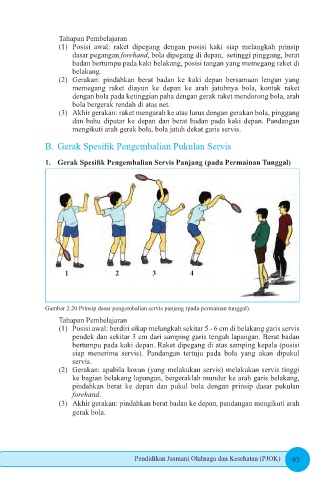 Tahapan Pembelajaran
(1) Posisi awal: raket dipegang dengan posisi kaki siap melangkah prinsip
dasar pegangan forehand, bola dipegang di depan, setinggi pinggang, berat
badan bertumpu pada kaki belakang, posisi tangan yang memegang raket di
belakang.
(2) Gerakan: pindahkan berat badan ke kaki depan bersamaan lengan yang
memegang raket diayun ke depan ke arah jatuhnya bola, kontak raket
dengan bola pada ketinggian paha dengan gerak raket mendorong bola, arah
bola bergerak rendah di atas net.
(3) Akhir gerakan: raket mengarah ke atas lurus dengan gerakan bola, pinggang
dan bahu diputar ke depan dan berat badan pada kaki depan. Pandangan
mengikuti arah gerak bola, bola jatuh dekat garis servis.
B. Gerak Spesifik Pengembalian Pukulan Servis
1. Gerak Spesifik Pengembalian Servis Panjang (pada Permainan Tunggal)
1 2 3 4
Gambar 2.20 Prinsip dasar pengembalian servis panjang (pada permainan tunggal).
Tahapan Pembelajaran
(1) Posisi awal: berdiri sikap melangkah sekitar 5 - 6 cm di belakang garis servis
pendek dan sekitar 3 cm dari samping garis tengah lapangan. Berat badan
bertumpu pada kaki depan. Raket dipegang di atas samping kepala (posisi
siap menerima servis). Pandangan tertuju pada bola yang akan dipukul
servis.
(2) Gerakan: apabila lawan (yang melakukan servis) melakukan servis tinggi
ke bagian belakang lapangan, bergeraklah mundur ke arah garis belakang,
pindahkan berat ke depan dan pukul bola dengan prinsip dasar pukulan
forehand.
(3) Akhir gerakan: pindahkan berat badan ke depan, pandangan mengikuti arah
gerak bola.
Pendidikan Jasmani Olahraga dan Kesehatan (PJOK) 93